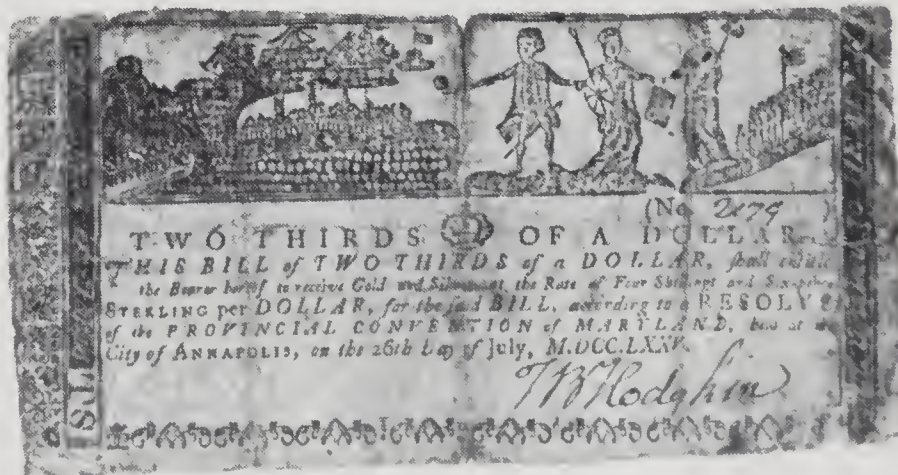 (No 2179 )
TWO THIRDS OF A DOLLAR
THIS BILL of TWO THIRDS of a DOLLAR, shall entitle
the Bearer hereof to receive Gold and Silver, at the Rate of Four Shillings and Six-pence
STERLING per DOLLAR, for the said BILL, according to a RESOLVE
of the PROVINCIAL CONVENTION of MARYLAND, held at the
City of ANNAPOLIS, on the 26th Day of July, M.DCC.LXXV.